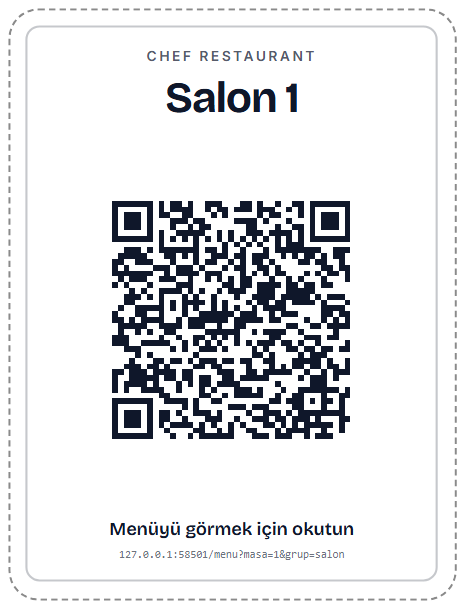 CHEF RESTAURANT
Salon 1
Menüyü görmek için okutun
127.0.0.1:58501/menu?masa=1&grup=salon